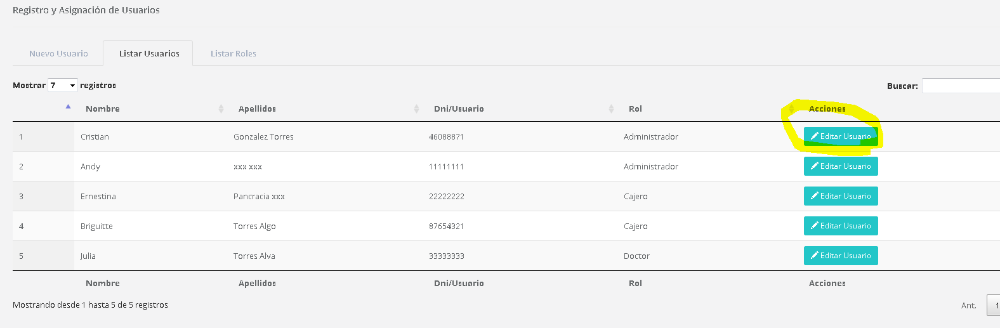 Registro y Asignación de Usuarios
Nuevo Usuario Listar Usuarios Listar Roles
Mostrar 7 registros Buscar:
Nombre Apellidos Dni/Usuario Rol Acciones
1 Cristian Gonzalez Torres 46088871 Administrador Editar Usuario
2 Andy xxx xxx 11111111 Administrador Editar Usuario
3 Ernestina Pancracia xxx 22222222 Cajero Editar Usuario
4 Briguitte Torres Algo 87654321 Cajero Editar Usuario
5 Julia Torres Alva 33333333 Doctor Editar Usuario
Nombre Apellidos Dni/Usuario Rol Acciones
Mostrando desde 1 hasta 5 de 5 registros Ant. 1